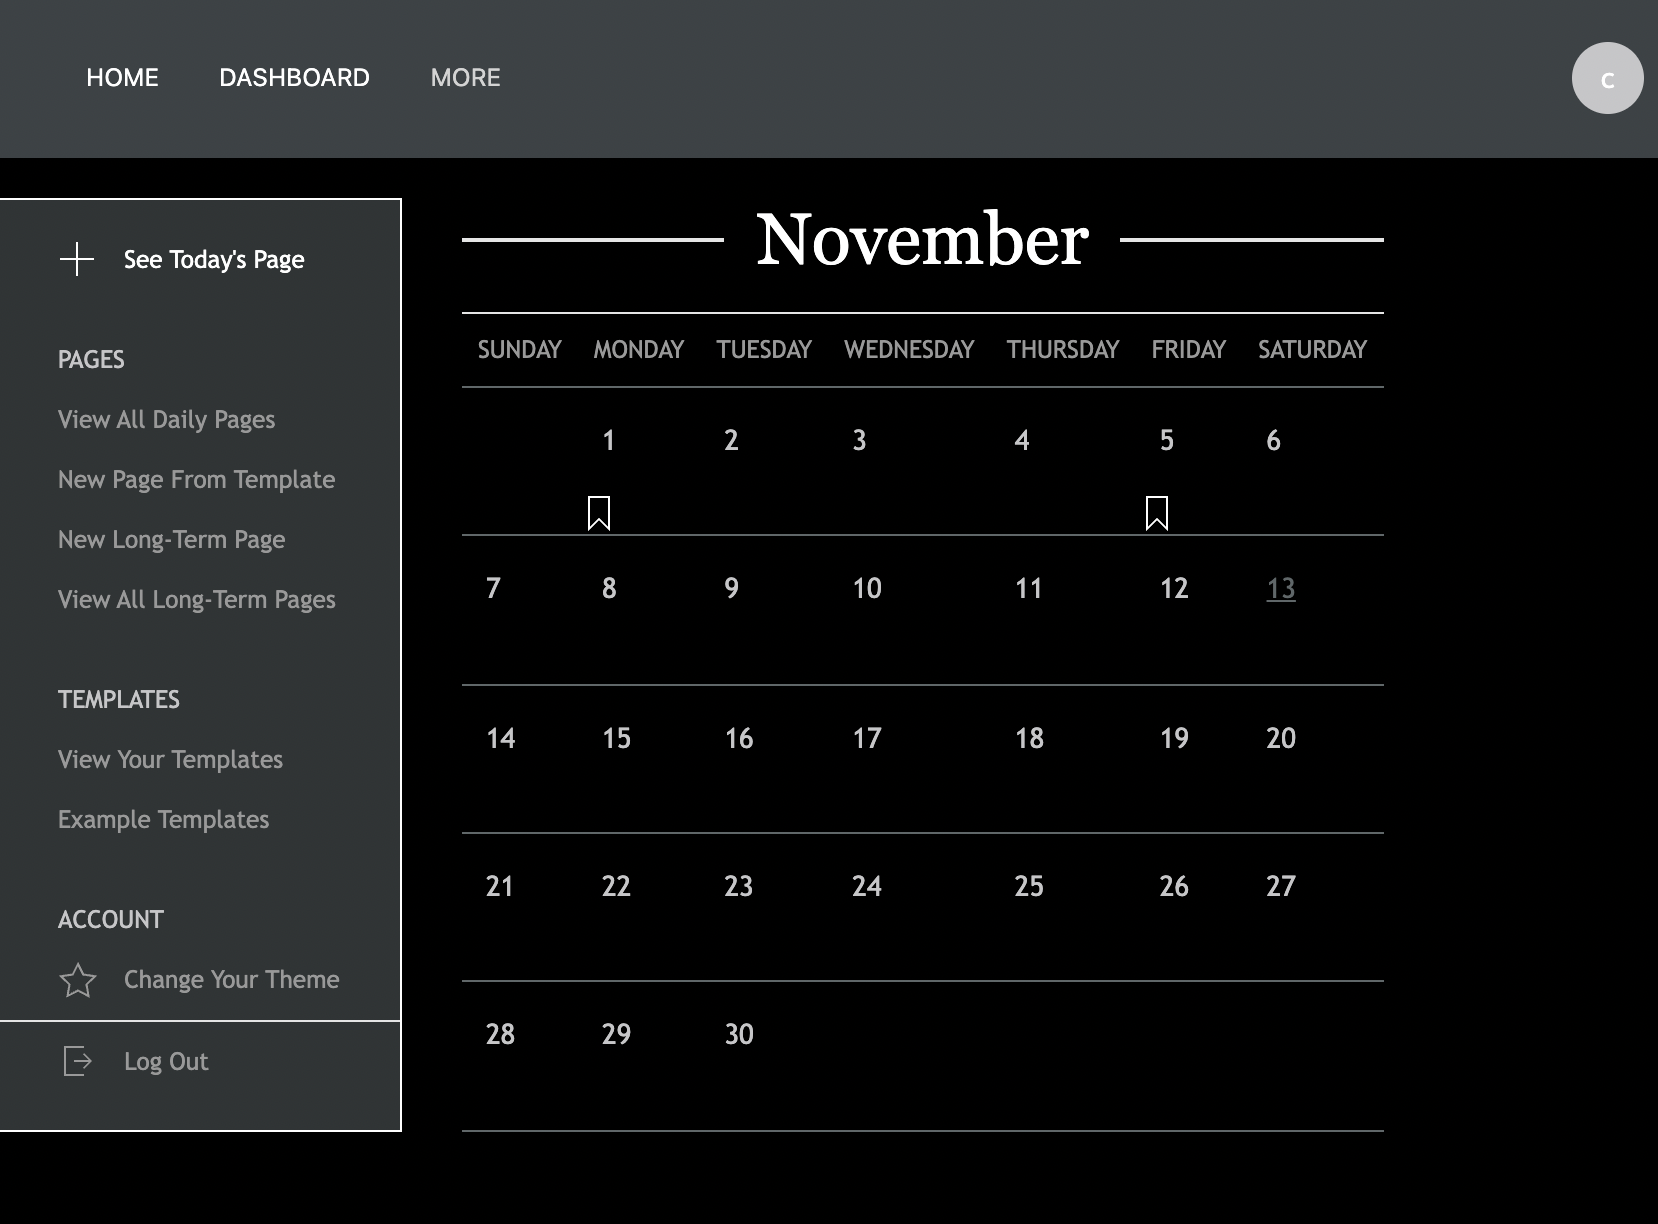 HOME DASHBOARD MORE C
See Today's Page
PAGES
View All Daily Pages
New Page From Template
New Long-Term Page
View All Long-Term Pages
TEMPLATES
View Your Templates
Example Templates
ACCOUNT
Change Your Theme
Log Out
November
SUNDAY MONDAY TUESDAY WEDNESDAY THURSDAY FRIDAY SATURDAY
1 2 3 4 5 6
7 8 9 10 11 12 13
14 15 16 17 18 19 20
21 22 23 24 25 26 27
28 29 30